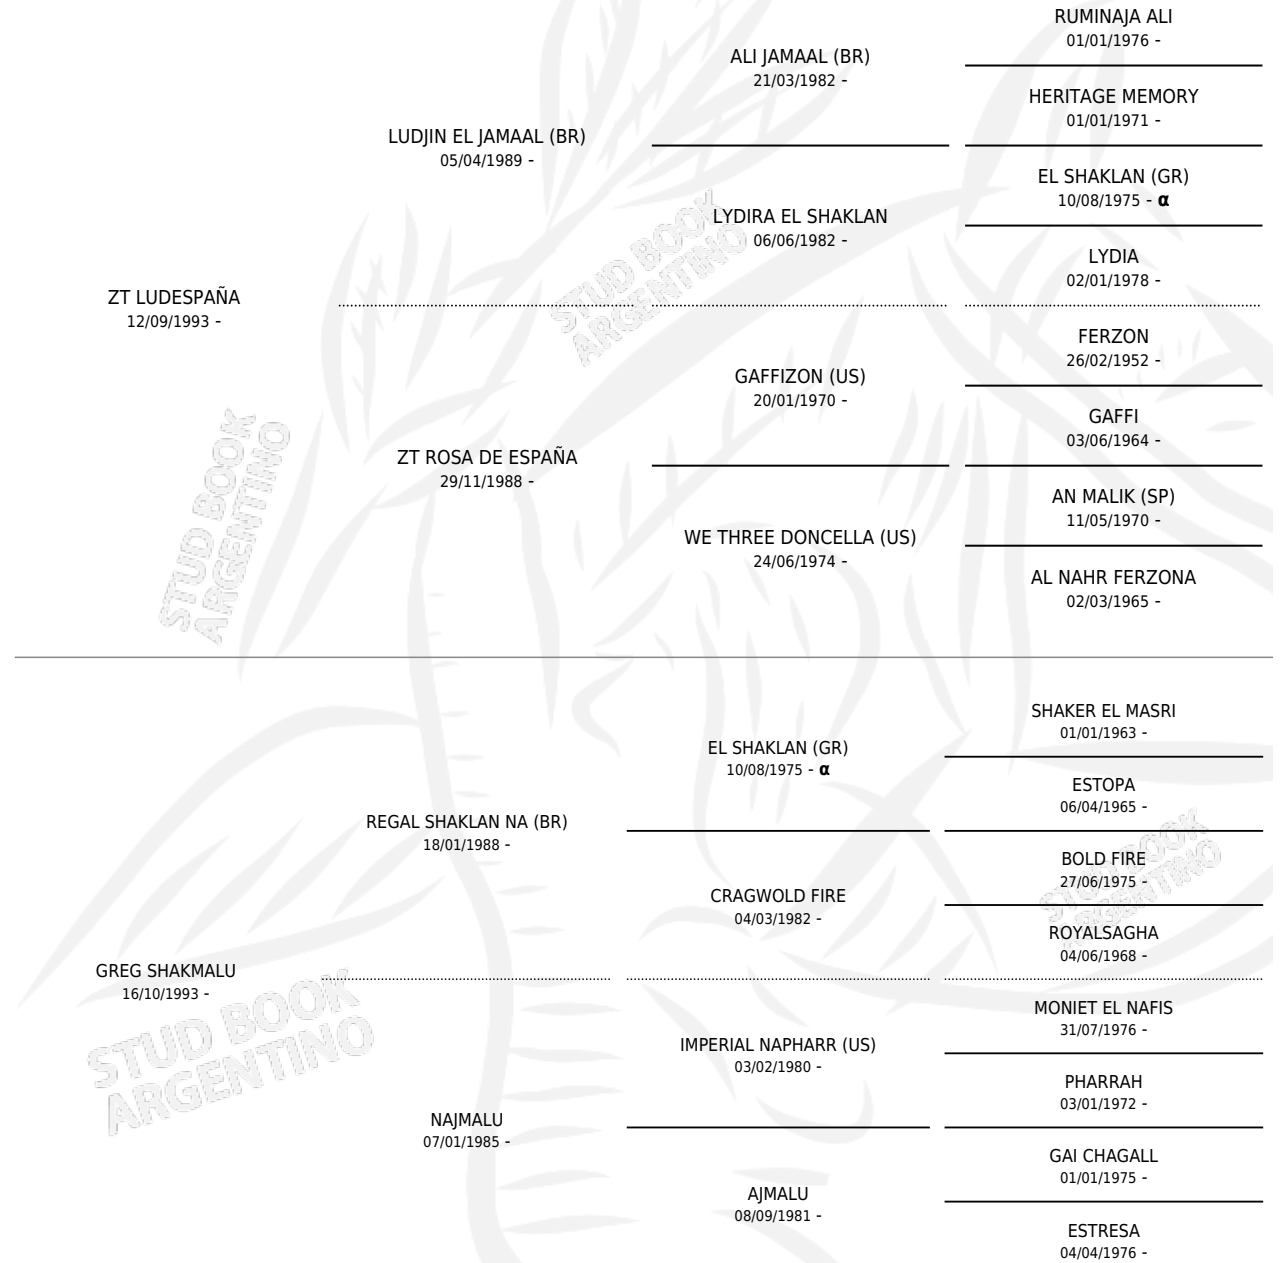 RUMINAJA ALI
01/01/1976 -
ALI JAMAAL (BR)
21/03/1982 -
HERITAGE MEMORY
01/01/1971 -
LUDJIN EL JAMAAL (BR)
05/04/1989 -
EL SHAKLAN (GR)
10/08/1975 - α
LYDIRA EL SHAKLAN
06/06/1982 -
LYDIA
02/01/1978 -
ZT LUDESPAÑA
12/09/1993 -
FERZON
26/02/1952 -
GAFFIZON (US)
20/01/1970 -
GAFFI
03/06/1964 -
ZT ROSA DE ESPAÑA
29/11/1988 -
AN MALIK (SP)
11/05/1970 -
WE THREE DONCELLA (US)
24/06/1974 -
AL NAHR FERZONA
02/03/1965 -
STUD BOOK
ARGENTINO
STUD BOOK
ARGENTINO
SHAKER EL MASRI
01/01/1963 -
EL SHAKLAN (GR)
10/08/1975 - α
ESTOPA
06/04/1965 -
REGAL SHAKLAN NA (BR)
18/01/1988 -
BOLD FIRE
27/06/1975 -
CRAGWOLD FIRE
04/03/1982 -
ROYALSAGHA
04/06/1968 -
GREG SHAKMALU
16/10/1993 -
MONIET EL NAFIS
31/07/1976 -
IMPERIAL NAPHARR (US)
03/02/1980 -
PHARRAH
03/01/1972 -
NAJMALU
07/01/1985 -
GAI CHAGALL
01/01/1975 -
AJMALU
08/09/1981 -
ESTRESA
04/04/1976 -
STUD BOOK
ARGENTINO
STUD BOOK
ARGENTINO